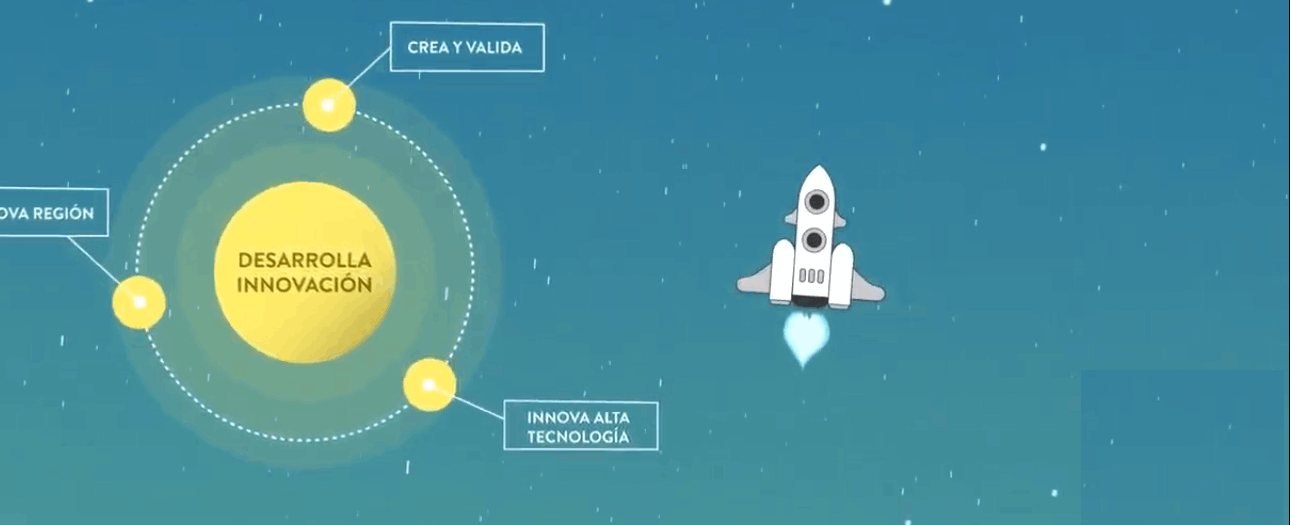 CREA Y VALIDA
OVA REGIÓN
DESARROLLA
INNOVACIÓN
INNOVA ALTA
TECNOLOGÍA